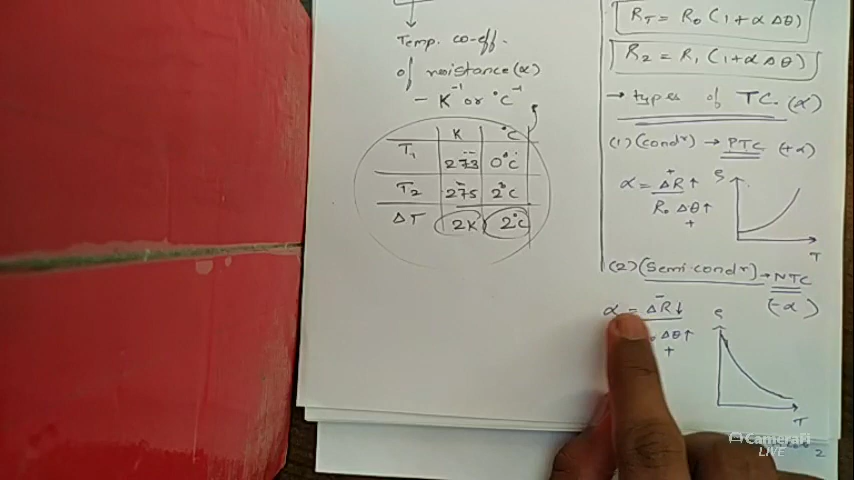 Temp. co-eff.
of resistance (α)
– K⁻¹ or °C⁻¹
K °C
T₁ 273 0°C
T₂ 275 2°C
ΔT 2K 2°C
R_T = R₀ (1+α Δθ)
R₂ = R₁ (1+α Δθ)
→ types of TC. (α)
(1) (condr) → PTC (+α)
α = ΔR↑ / R₀ Δθ↑
+
+
ρ
T
(2) (Semi-condr) → NTC
(-α)
α = ΔR↓
–
Δθ↑
+
ρ
T
CameraFi
LIVE
2